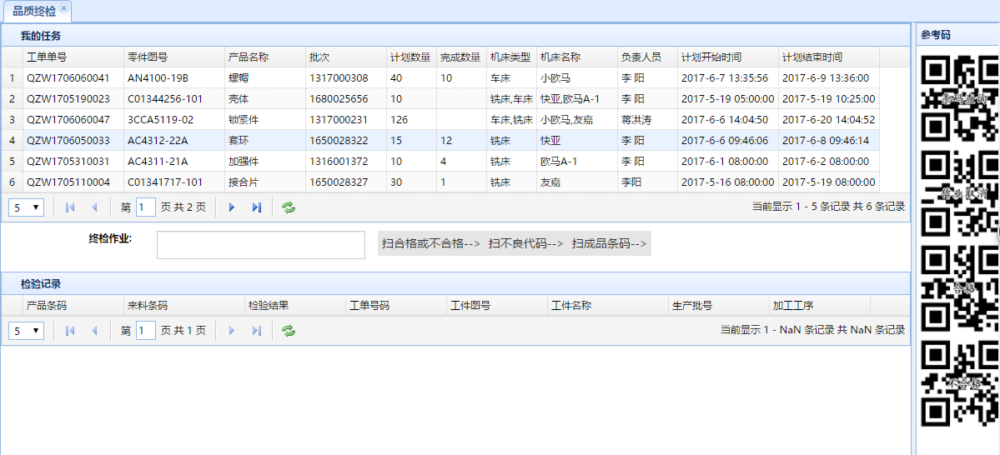 品质终检
我的任务
参考码
工单单号 零件图号 产品名称 批次 计划数量 完成数量 机床类型 机床名称 负责人员 计划开始时间 计划结束时间
1 QZW1706060041 AN4100-19B 螺帽 1317000308 40 10 车床 小欧马 李 阳 2017-6-7 13:35:56 2017-6-9 13:36:00
2 QZW1705190023 C01344256-101 壳体 1680025656 10 铣床,车床 快亚,欧马A-1 李 阳 2017-5-19 05:00:00 2017-5-19 10:25:00
3 QZW1706060047 3CCA5119-02 锁紧件 1317000231 126 车床,铣床 小欧马,友嘉 蒋洪涛 2017-6-6 14:04:50 2017-6-20 14:04:52
4 QZW1706050033 AC4312-22A 套环 1650028322 15 12 铣床 快亚 李 阳 2017-6-6 09:46:06 2017-6-8 09:46:14
5 QZW1705310031 AC4311-21A 加强件 1316001372 10 4 铣床 欧马A-1 李 阳 2017-6-1 08:00:00 2017-6-2 08:00:00
6 QZW1705110004 C01341717-101 接合片 1650028327 30 1 铣床 友嘉 李阳 2017-5-16 08:00:00 2017-5-19 08:00:00
5 第 1 页 共 2 页 当前显示 1 - 5 条记录 共 6 条记录
终检作业: 扫合格或不合格--> 扫不良代码--> 扫成品条码-->
检验记录
产品条码 来料条码 检验结果 工单号码 工件图号 工件名称 生产批号 加工工序
5 第 1 页 共 1 页 当前显示 1 - NaN 条记录 共 NaN 条记录
条码查询
作业取消
合格
不合格